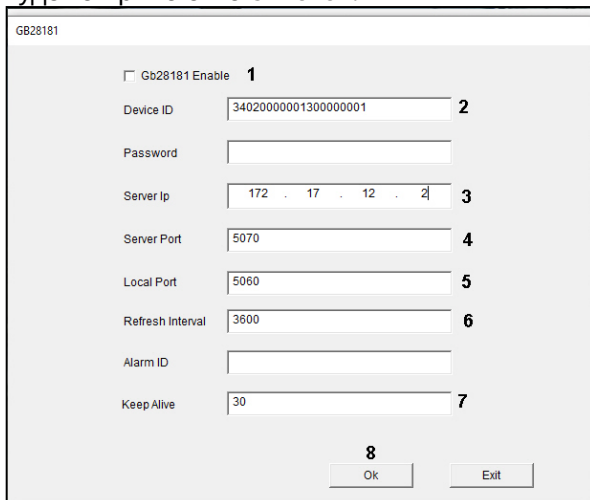 GB28181
Gb28181 Enable 1
Device ID 34020000001300000001 2
Password
Server Ip 172 . 17 . 12 . 2 3
Server Port 5070 4
Local Port 5060 5
Refresh Interval 3600 6
Alarm ID
Keep Alive 30 7
8
Ok Exit